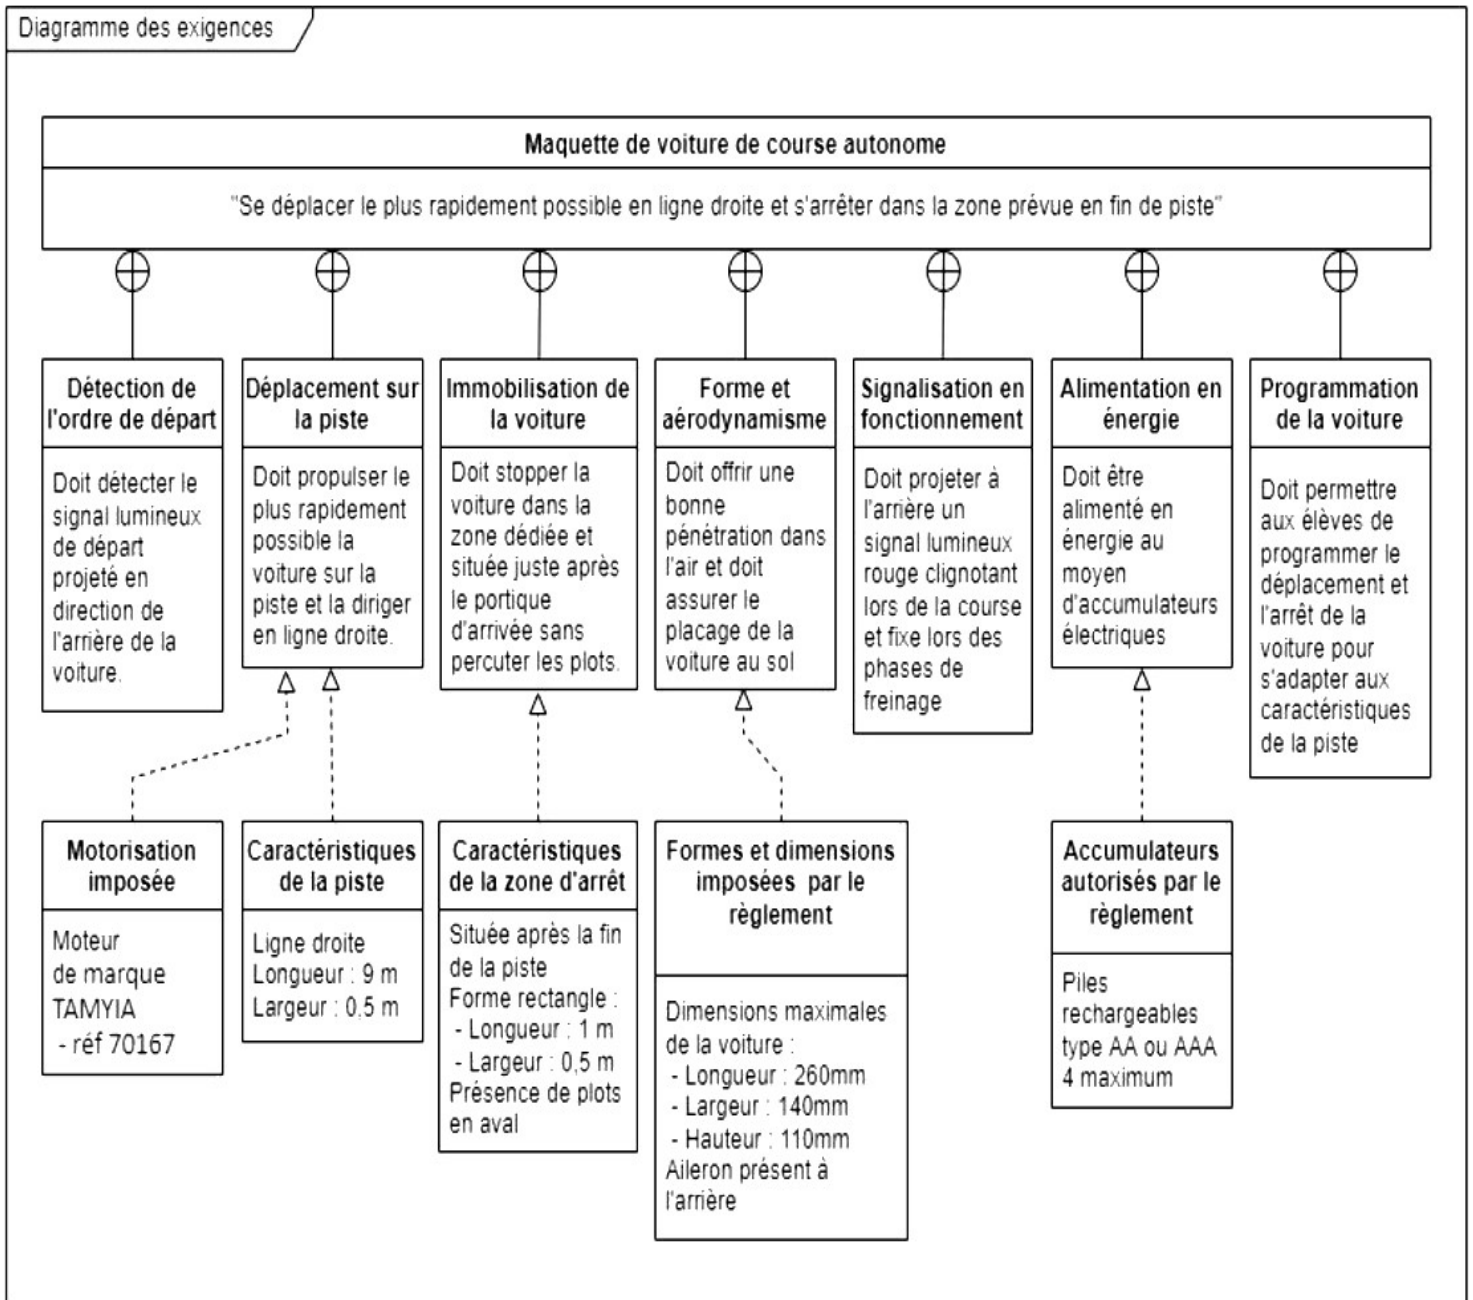 Diagramme des exigences
Maquette de voiture de course autonome
"Se déplacer le plus rapidement possible en ligne droite et s'arrêter dans la zone prévue en fin de piste"
Détection de
l'ordre de départ
Doit détecter le
signal lumineux
de départ
projeté en
direction de
l'arrière de la
voiture.
Déplacement sur
la piste
Doit propulser le
plus rapidement
possible la
voiture sur la
piste et la diriger
en ligne droite.
Immobilisation de
la voiture
Doit stopper la
voiture dans la
zone dédiée et
située juste après
le portique
d'arrivée sans
percuter les plots.
Forme et
aérodynamisme
Doit offrir une
bonne
pénétration dans
l'air et doit
assurer le
placage de la
voiture au sol
Signalisation en
fonctionnement
Doit projeter à
l'arrière un
signal lumineux
rouge clignotant
lors de la course
et fixe lors des
phases de
freinage
Alimentation en
énergie
Doit être
alimenté en
énergie au
moyen
d'accumulateurs
électriques
Programmation
de la voiture
Doit permettre
aux élèves de
programmer le
déplacement et
l'arrêt de la
voiture pour
s'adapter aux
caractéristiques
de la piste
Motorisation
imposée
Moteur
de marque
TAMYIA
- réf 70167
Caractéristiques
de la piste
Ligne droite
Longueur : 9 m
Largeur : 0,5 m
Caractéristiques
de la zone d'arrêt
Située après la fin
de la piste
Forme rectangle :
- Longueur : 1 m
- Largeur : 0,5 m
Présence de plots
en aval
Formes et dimensions
imposées par le
règlement
Dimensions maximales
de la voiture :
- Longueur : 260mm
- Largeur : 140mm
- Hauteur : 110mm
Aileron présent à
l'arrière
Accumulateurs
autorisés par le
règlement
Piles
rechargeables
type AA ou AAA
4 maximum